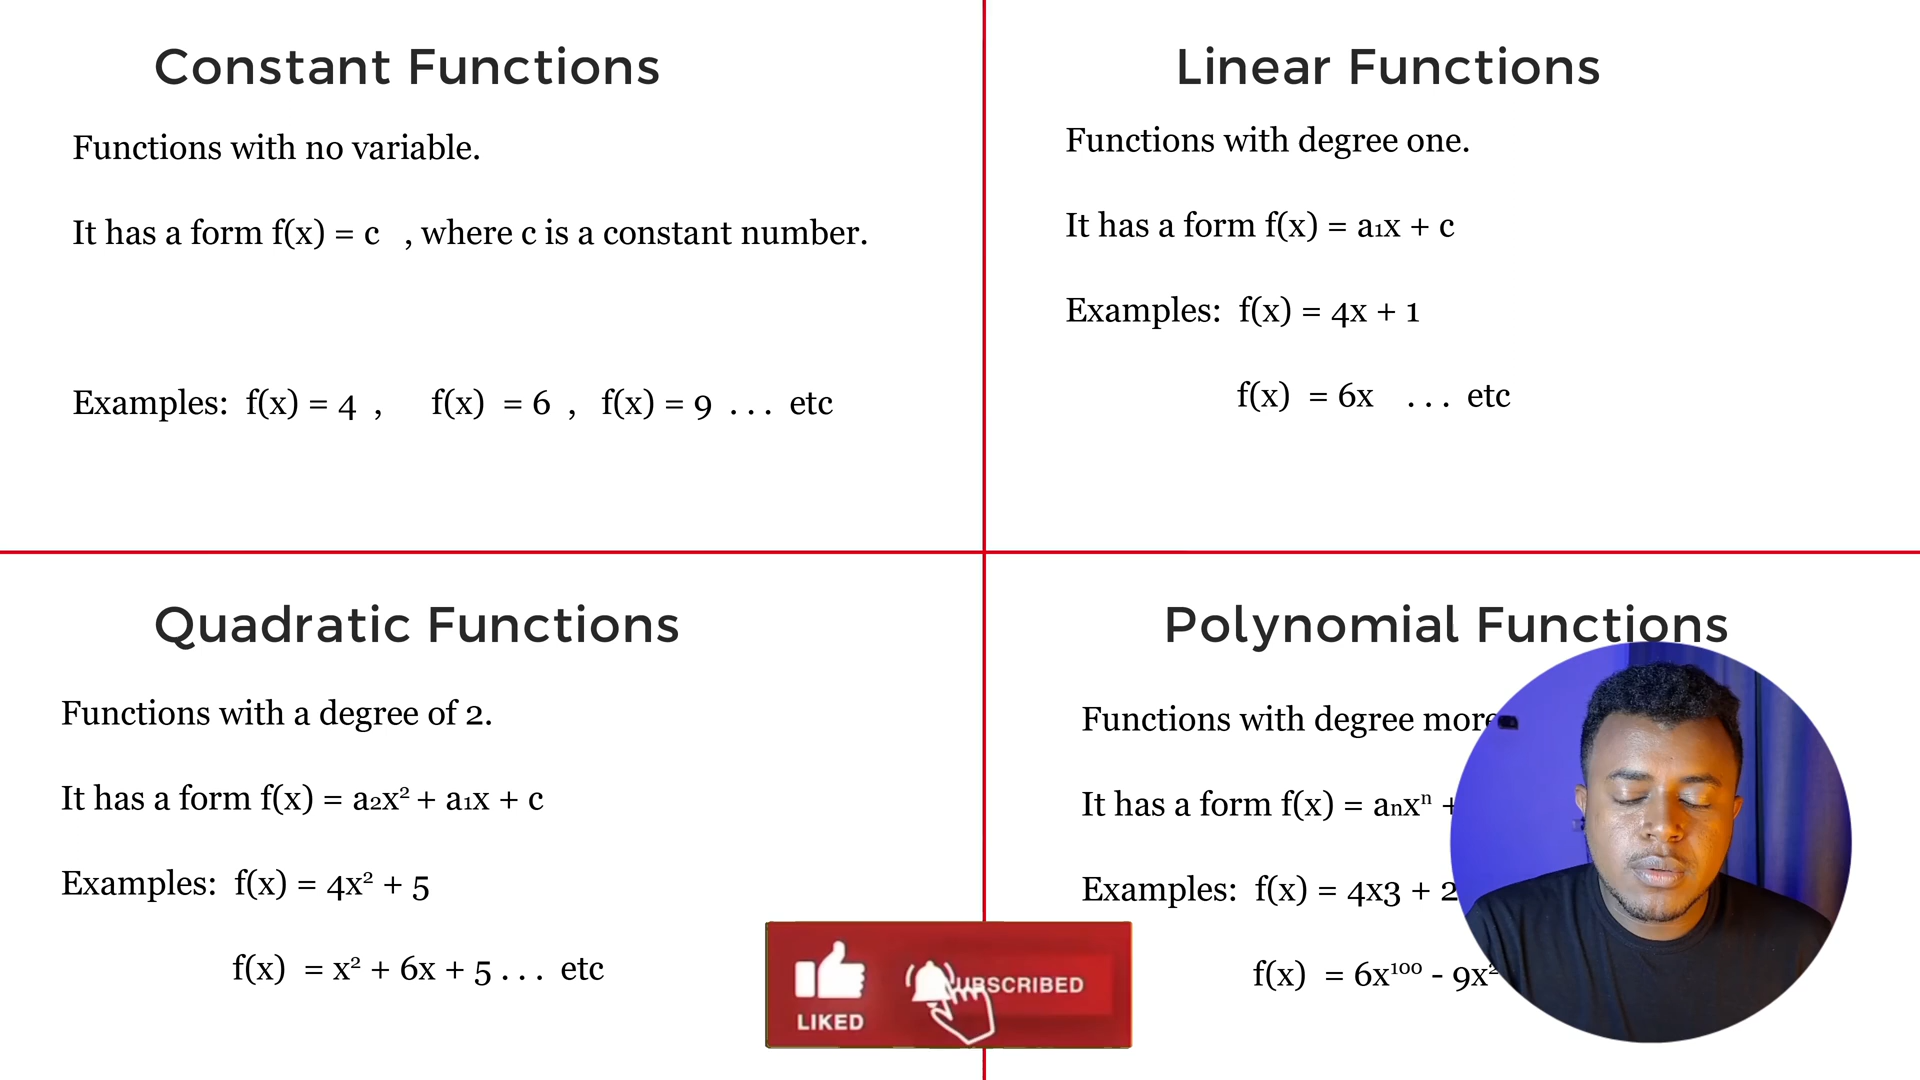 Constant Functions
Functions with no variable.
It has a form f(x) = c , where c is a constant number.
Examples: f(x) = 4 , f(x) = 6 , f(x) = 9 . . . etc
Linear Functions
Functions with degree one.
It has a form f(x) = a₁x + c
Examples: f(x) = 4x + 1
f(x) = 6x . . . etc
Quadratic Functions
Functions with a degree of 2.
It has a form f(x) = a₂x² + a₁x + c
Examples: f(x) = 4x² + 5
f(x) = x² + 6x + 5 . . . etc
Polynomial Functions
Functions with degree more
It has a form f(x) = aₙxⁿ +
Examples: f(x) = 4x3 + 2
f(x) = 6x¹⁰⁰ - 9x²
LIKED
UBSCRIBED